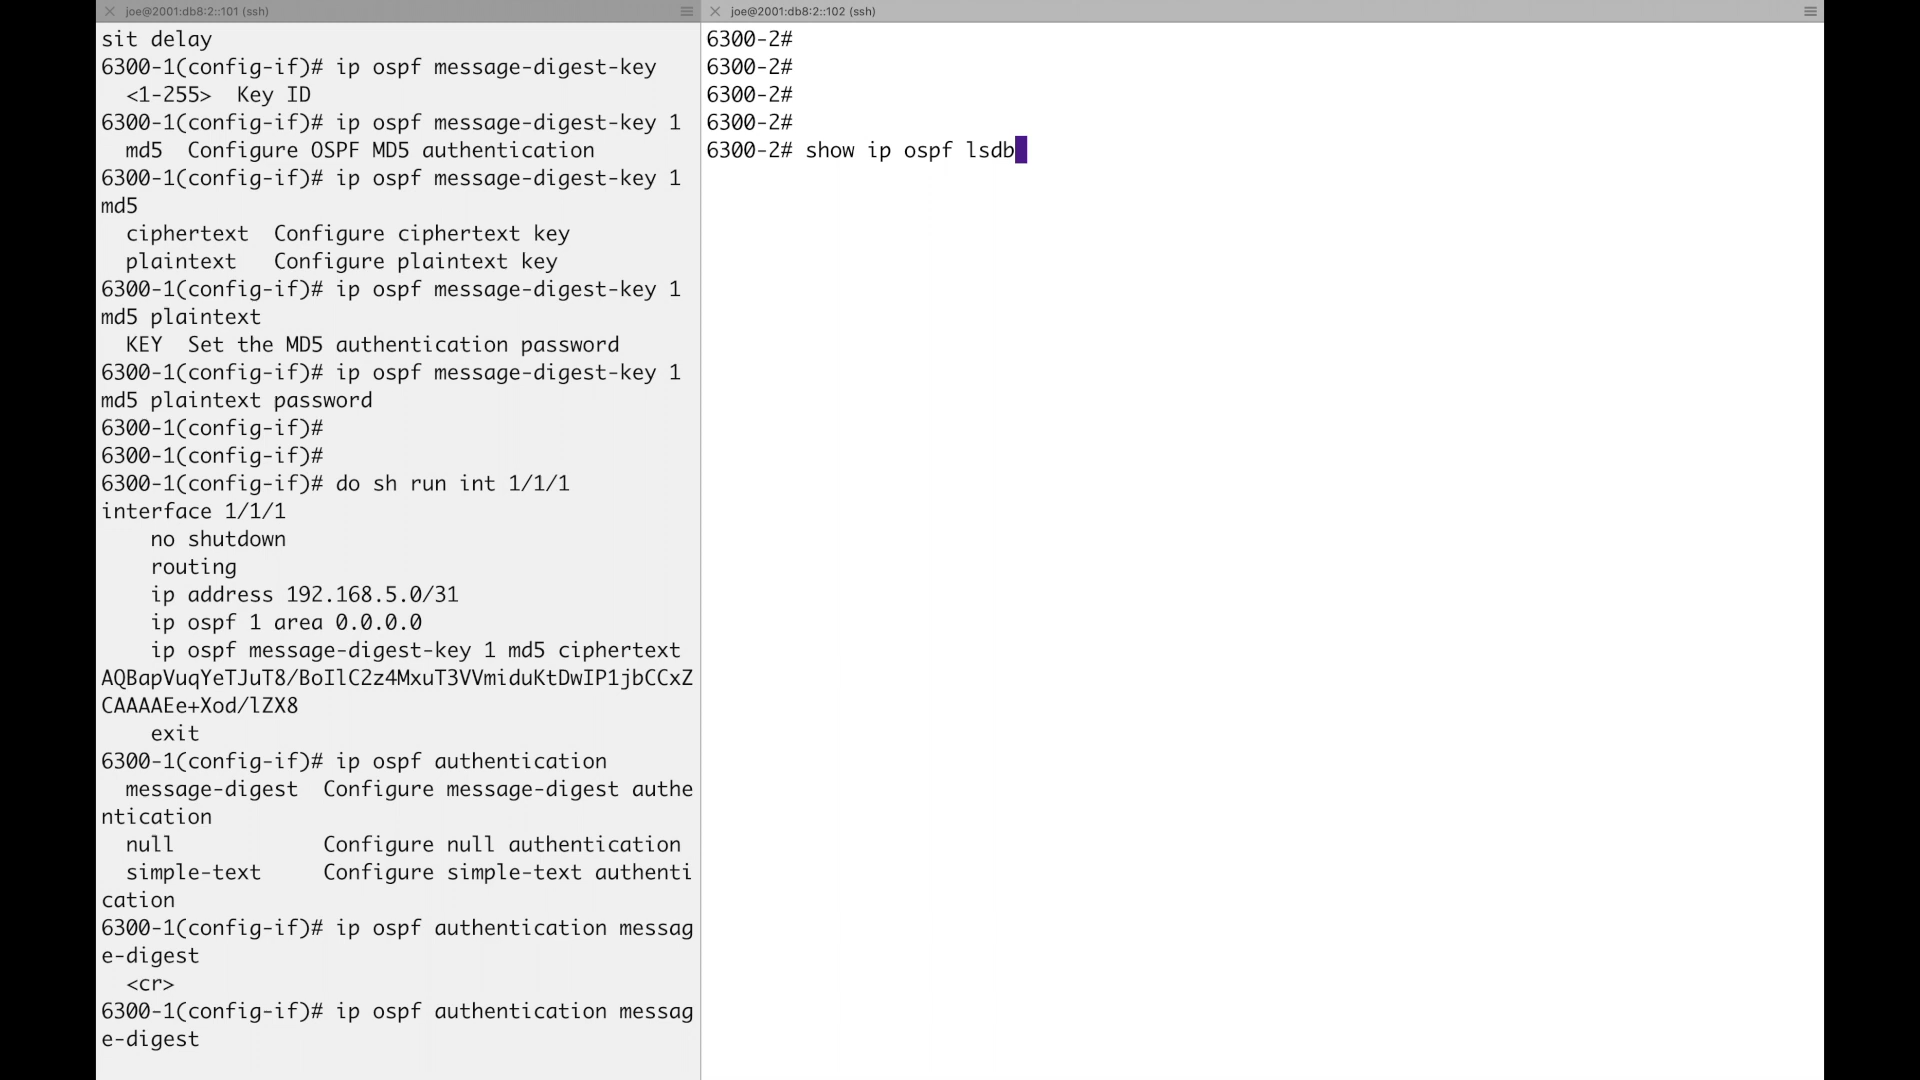 joe@2001:db8:2::101 (ssh)
sit delay
6300-1(config-if)# ip ospf message-digest-key
<1-255>  Key ID
6300-1(config-if)# ip ospf message-digest-key 1
md5  Configure OSPF MD5 authentication
6300-1(config-if)# ip ospf message-digest-key 1
md5
ciphertext  Configure ciphertext key
plaintext   Configure plaintext key
6300-1(config-if)# ip ospf message-digest-key 1
md5 plaintext
KEY  Set the MD5 authentication password
6300-1(config-if)# ip ospf message-digest-key 1
md5 plaintext password
6300-1(config-if)#
6300-1(config-if)#
6300-1(config-if)# do sh run int 1/1/1
interface 1/1/1
no shutdown
routing
ip address 192.168.5.0/31
ip ospf 1 area 0.0.0.0
ip ospf message-digest-key 1 md5 ciphertext
AQBapVuqYeTJuT8/BoIlC2z4MxuT3VVmiduKtDwIP1jbCCxZ
CAAAAEe+Xod/lZX8
exit
6300-1(config-if)# ip ospf authentication
message-digest  Configure message-digest authe
ntication
null            Configure null authentication
simple-text     Configure simple-text authenti
cation
6300-1(config-if)# ip ospf authentication messag
e-digest
<cr>
6300-1(config-if)# ip ospf authentication messag
e-digest
joe@2001:db8:2::102 (ssh)
6300-2#
6300-2#
6300-2#
6300-2#
6300-2# show ip ospf lsdb